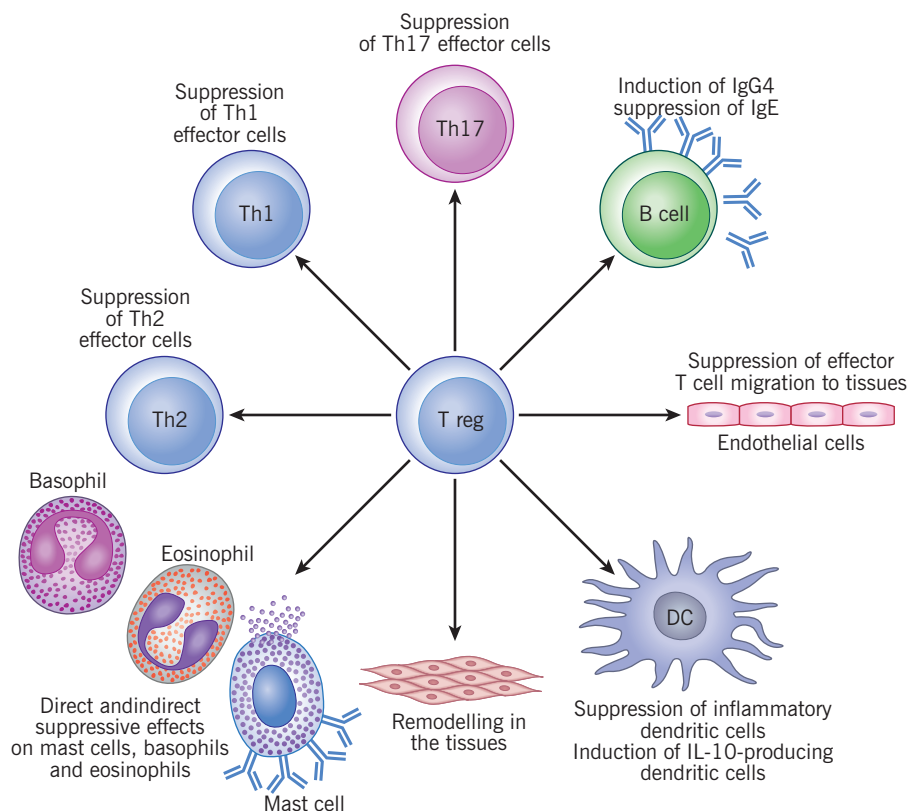 Suppression
of Th17 effector cells
Th17
Suppression
of Th1
effector cells
Th1
Induction of IgG4
suppression of IgE
B cell
Suppression
of Th2
effector cells
Th2
T reg
Suppression of effector
T cell migration to tissues
Endothelial cells
Basophil
Eosinophil
Direct andindirect
suppressive effects
on mast cells, basophils
and eosinophils
Mast cell
Remodelling in
the tissues
DC
Suppression of inflammatory
dendritic cells
Induction of IL-10-producing
dendritic cells